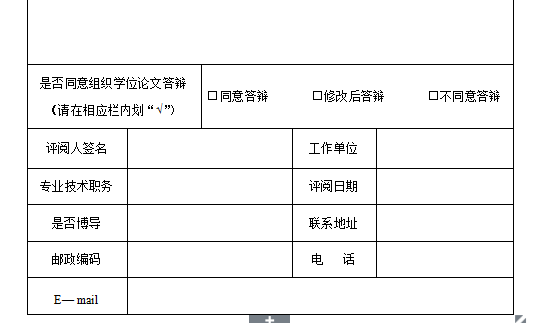 是否同意组织学位论文答辩
（请在相应栏内划“√”）
□同意答辩 □修改后答辩 □不同意答辩
评阅人签名 工作单位
专业技术职务 评阅日期
是否博导 联系地址
邮政编码 电 话
E— mail